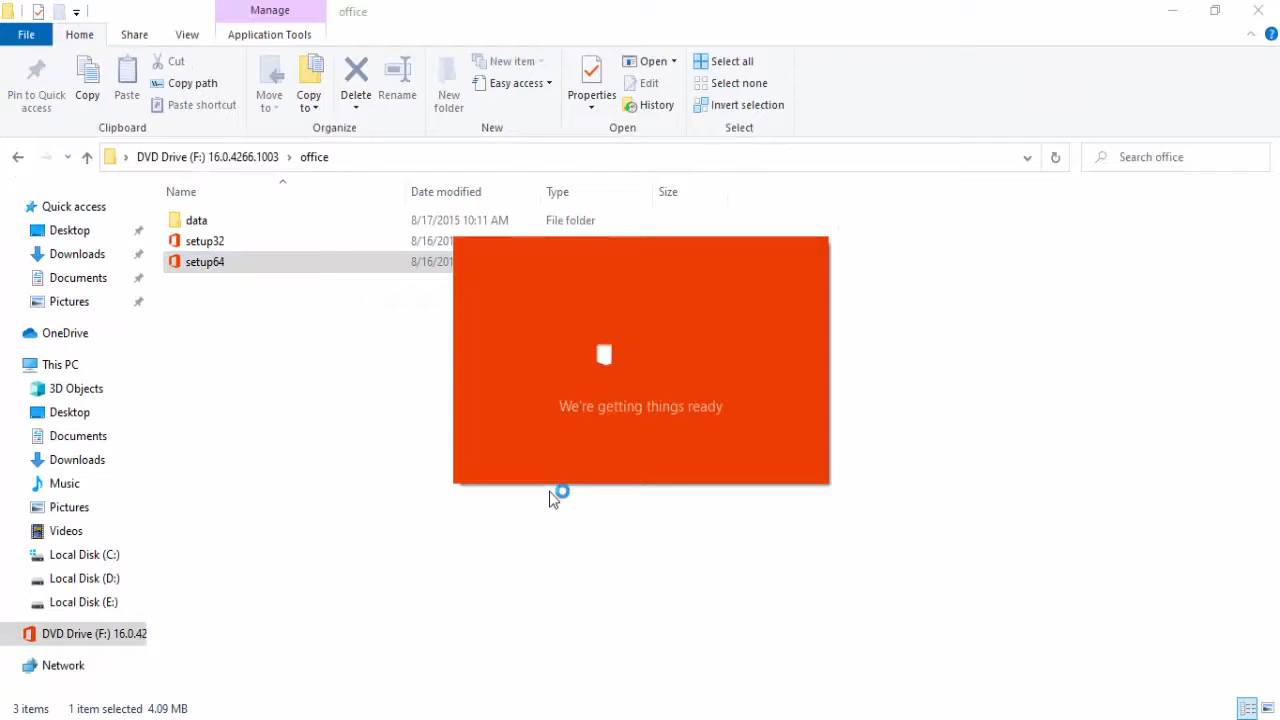 Manage
office
File
Home
Share
View
Application Tools
Pin to Quick
access
Copy
Paste
Cut
Copy path
Paste shortcut
Clipboard
Move
to
Copy
to
Delete
Rename
Organize
New
folder
New item
Easy access
New
Properties
Open
Edit
History
Open
Select all
Select none
Invert selection
Select
DVD Drive (F:) 16.0.4266.1003
office
Search office
Name
Date modified
Type
Size
data
8/17/2015 10:11 AM
File folder
setup32
8/16/201
setup64
8/16/201
We're getting things ready
Quick access
Desktop
Downloads
Documents
Pictures
OneDrive
This PC
3D Objects
Desktop
Documents
Downloads
Music
Pictures
Videos
Local Disk (C:)
Local Disk (D:)
Local Disk (E:)
DVD Drive (F:) 16.0.42
Network
3 items
1 item selected 4.09 MB